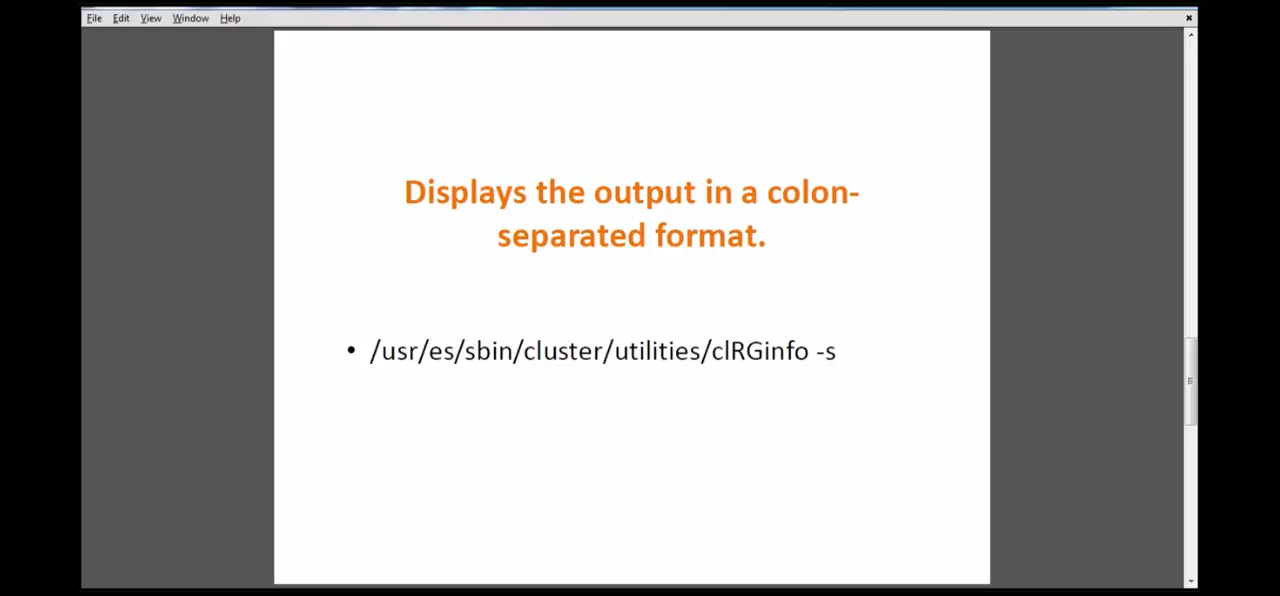 File Edit View Window Help
Displays the output in a colon-
separated format.
• /usr/es/sbin/cluster/utilities/clRGinfo -s